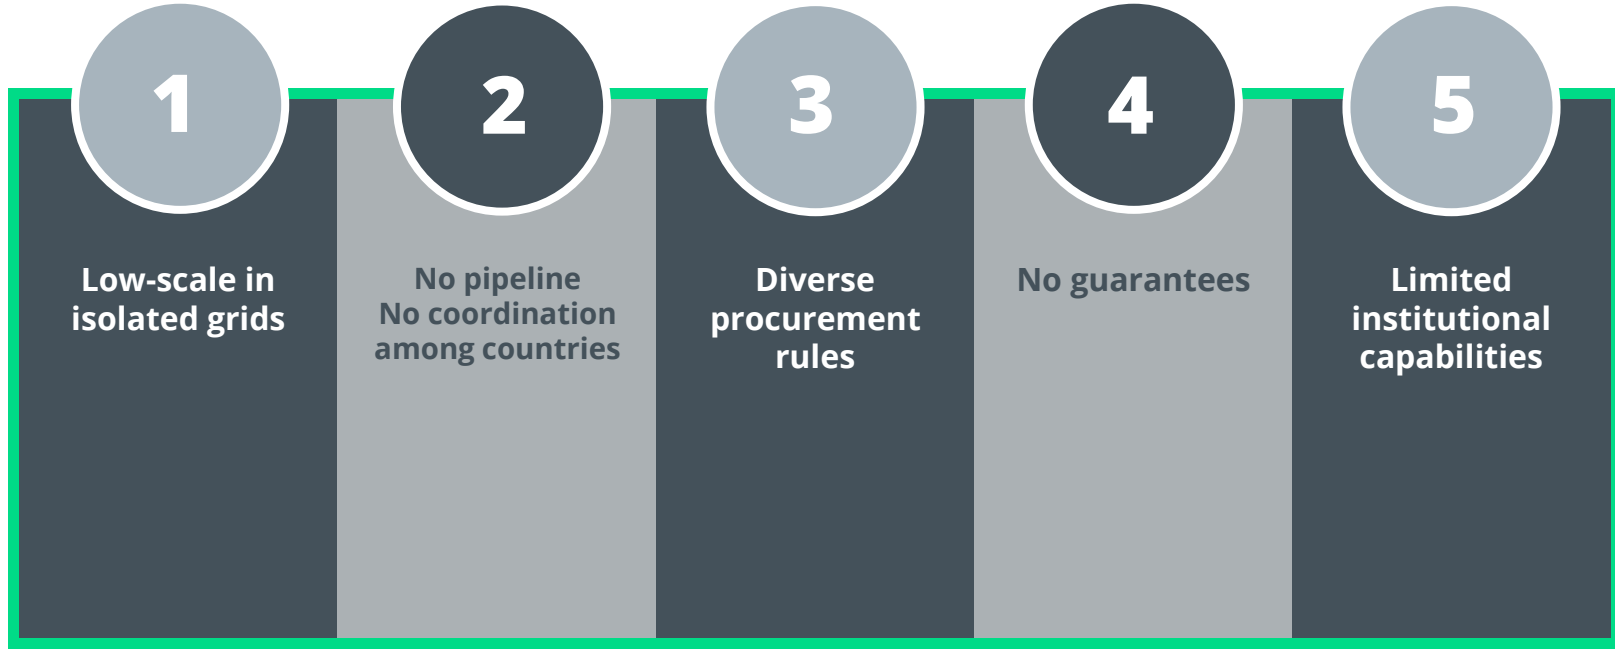 1
Low-scale in
isolated grids
2
No pipeline
No coordination
among countries
3
Diverse
procurement
rules
4
No guarantees
5
Limited
institutional
capabilities